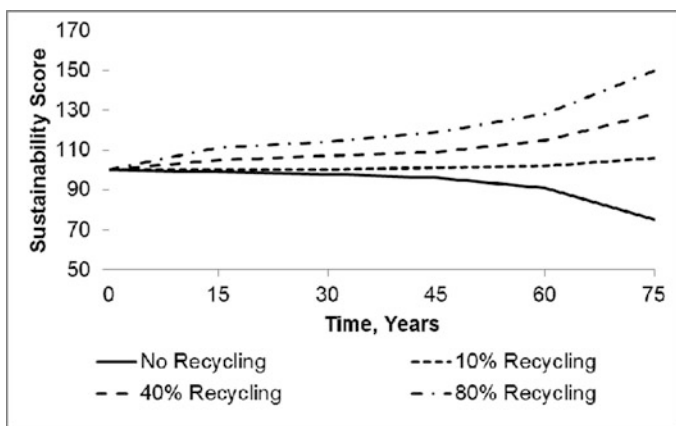 170
150
130
110
90
70
50
Sustainability Score
0 15 30 45 60 75
Time, Years
No Recycling 10% Recycling
40% Recycling 80% Recycling